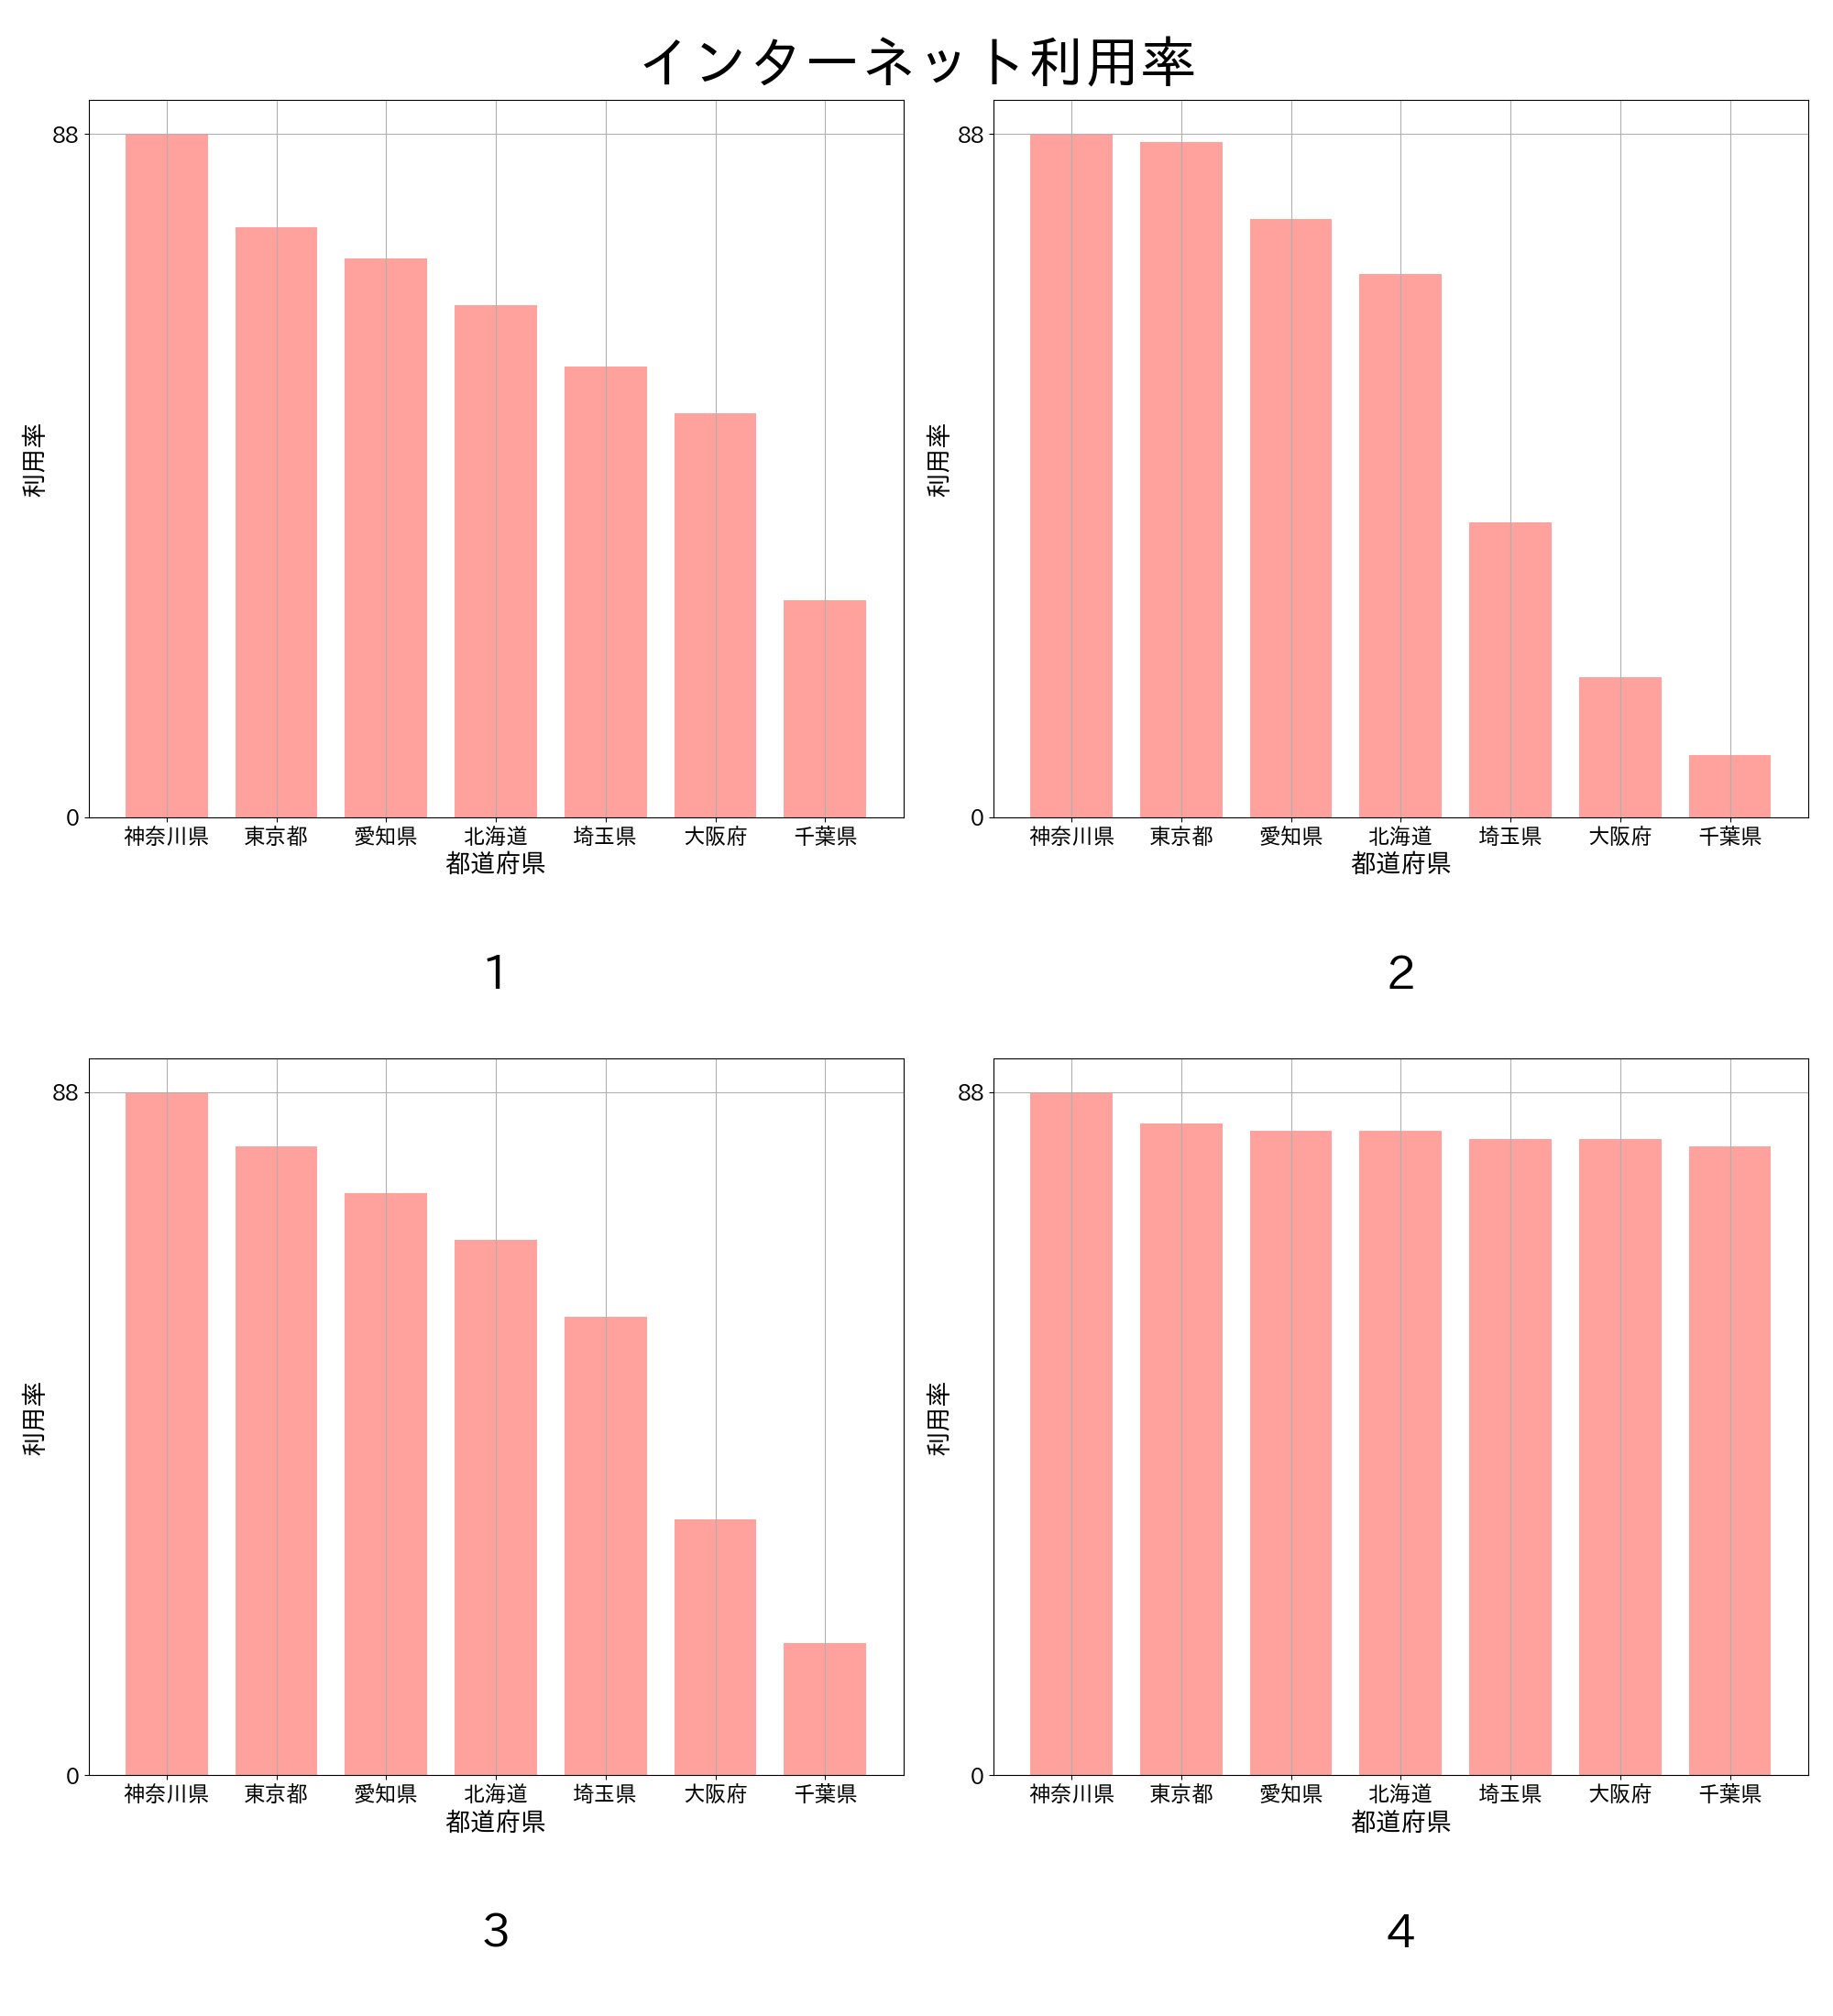 インターネット利用率
88
0
利用率
神奈川県 東京都 愛知県 北海道 埼玉県 大阪府 千葉県
都道府県
1
88
0
利用率
神奈川県 東京都 愛知県 北海道 埼玉県 大阪府 千葉県
都道府県
2
88
0
利用率
神奈川県 東京都 愛知県 北海道 埼玉県 大阪府 千葉県
都道府県
3
88
0
利用率
神奈川県 東京都 愛知県 北海道 埼玉県 大阪府 千葉県
都道府県
4